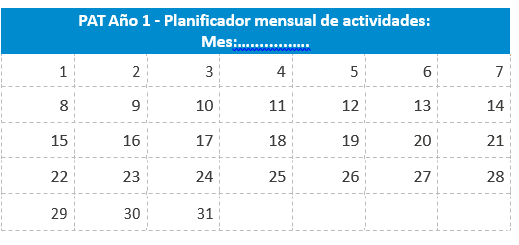 PAT Año 1 - Planificador mensual de actividades:
Mes:................
1 2 3 4 5 6 7
8 9 10 11 12 13 14
15 16 17 18 19 20 21
22 23 24 25 26 27 28
29 30 31